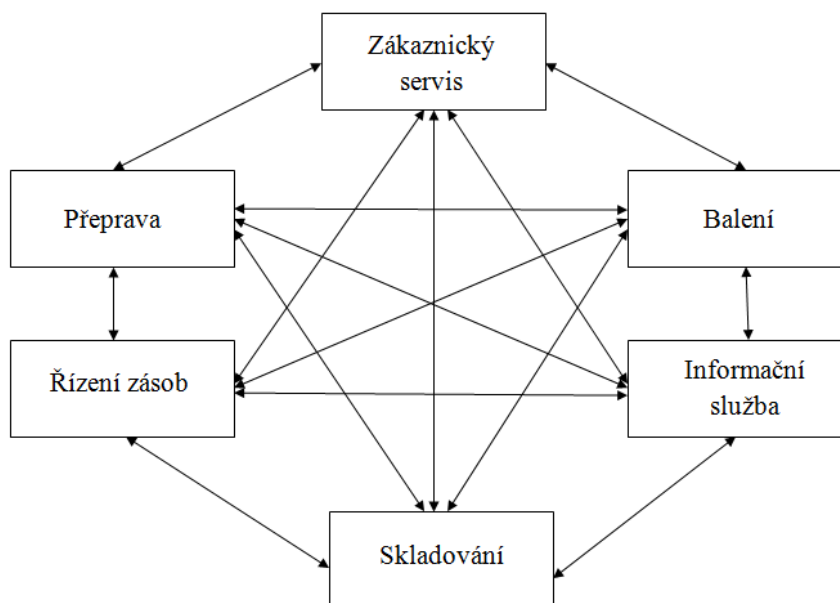 Zákaznický
servis
Přeprava
Balení
Řízení zásob
Informační
služba
Skladování